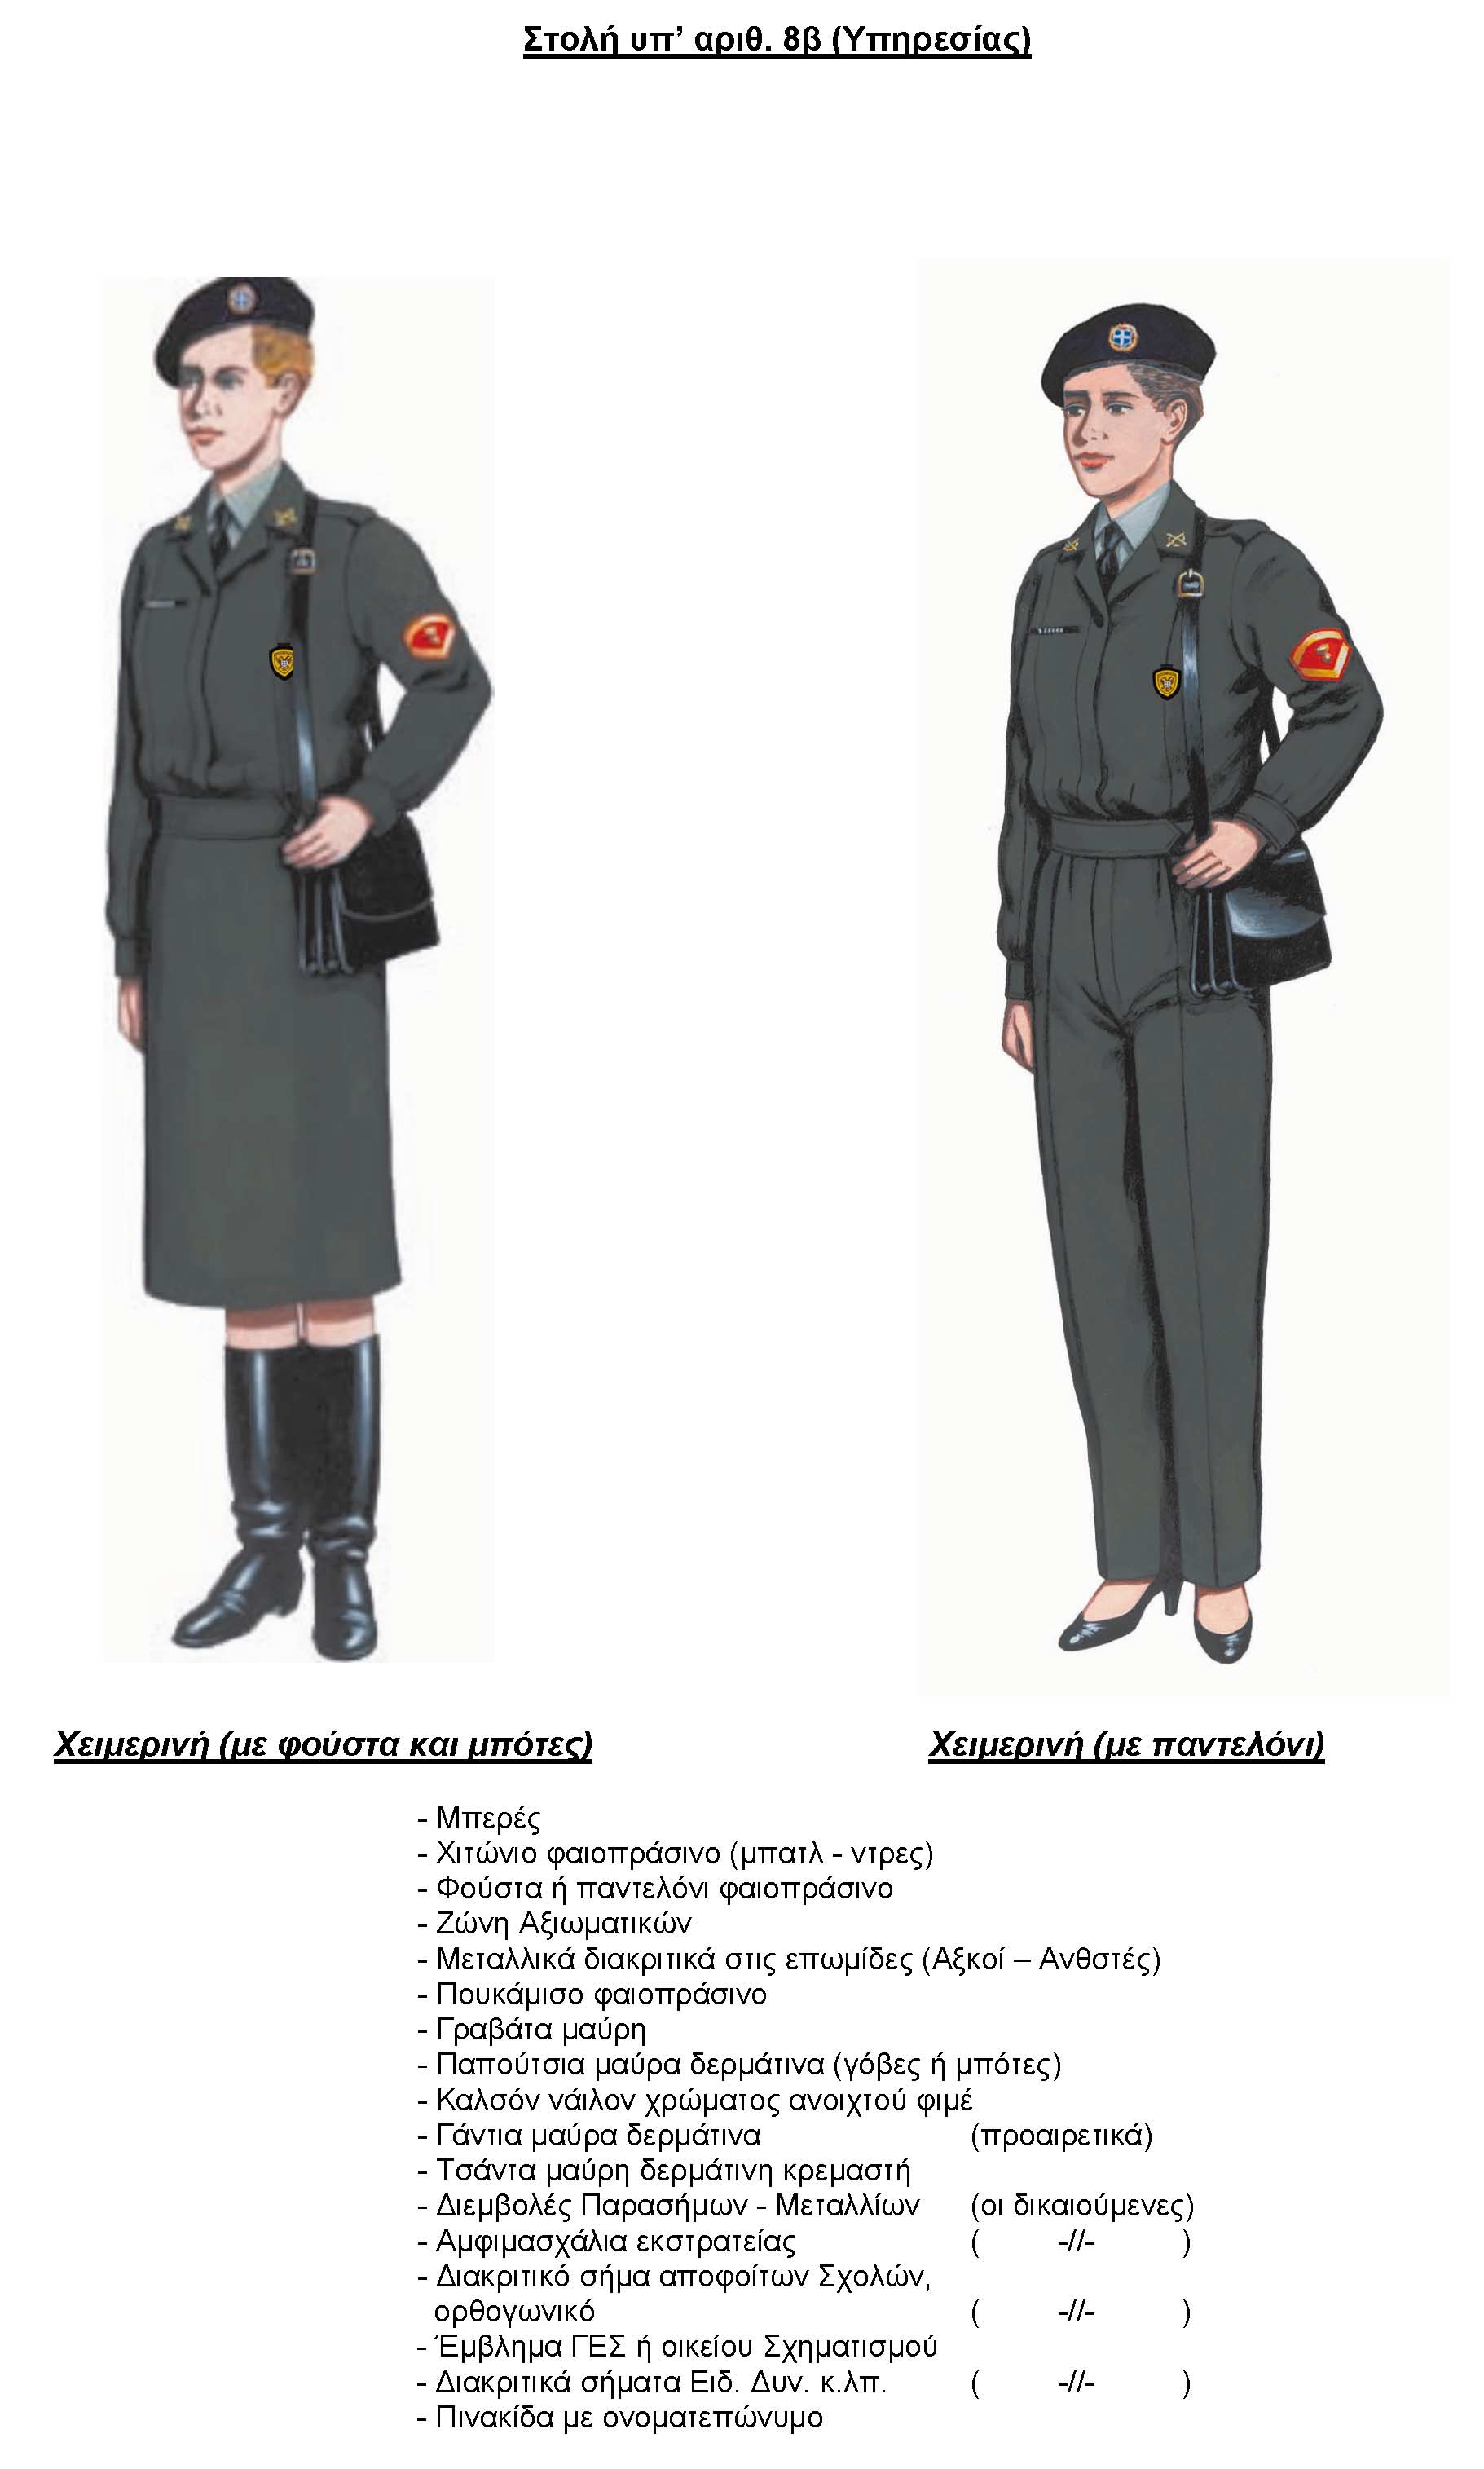 Στολή υπ’ αριθ. 8β (Υπηρεσίας)
Χειμερινή (με φούστα και μπότες) Χειμερινή (με παντελόνι)
- Μπερές
- Χιτώνιο φαιοπράσινο (μπατλ - ντρες)
- Φούστα ή παντελόνι φαιοπράσινο
- Ζώνη Αξιωματικών
- Μεταλλικά διακριτικά στις επωμίδες (Αξκοί – Ανθστές)
- Πουκάμισο φαιοπράσινο
- Γραβάτα μαύρη
- Παπούτσια μαύρα δερμάτινα (γόβες ή μπότες)
- Καλσόν νάιλον χρώματος ανοιχτού φιμέ
- Γάντια μαύρα δερμάτινα (προαιρετικά)
- Τσάντα μαύρη δερμάτινη κρεμαστή
- Διεμβολές Παρασήμων - Μεταλλίων (οι δικαιούμενες)
- Αμφιμασχάλια εκστρατείας ( -//- )
- Διακριτικό σήμα αποφοίτων Σχολών,
ορθογωνικό ( -//- )
- Έμβλημα ΓΕΣ ή οικείου Σχηματισμού
- Διακριτικά σήματα Ειδ. Δυν. κ.λπ. ( -//- )
- Πινακίδα με ονοματεπώνυμο